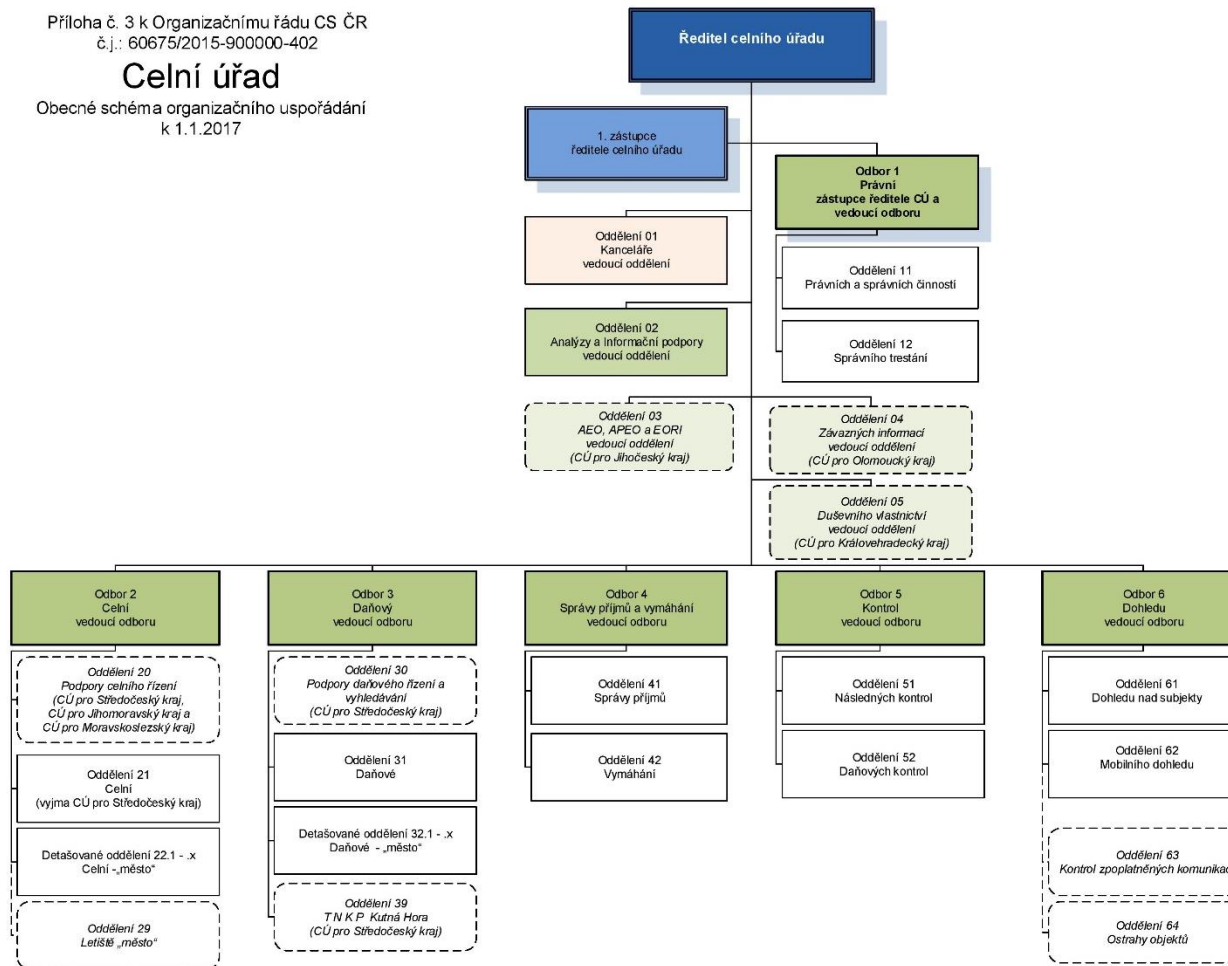 Příloha č. 3 k Organizačnímu řádu CS ČR
č.j.: 60675/2015-900000-402
Celní úřad
Obecné schéma organizačního uspořádání
k 1.1.2017
Ředitel celního úřadu
1. zástupce
ředitele celního úřadu
Odbor 1
Právní
zástupce ředitele CÚ a
vedoucí odboru
Oddělení 01
Kanceláře
vedoucí oddělení
Oddělení 11
Právních a správních činností
Oddělení 02
Analýzy a Informační podpory
vedoucí oddělení
Oddělení 12
Správního trestání
Oddělení 03
AEO, APEO a EORI
vedoucí oddělení
(CÚ pro Jihočeský kraj)
Oddělení 04
Závazných informací
vedoucí oddělení
(CÚ pro Olomoucký kraj)
Oddělení 05
Duševního vlastnictví
vedoucí oddělení
(CÚ pro Královehradecký kraj)
Odbor 2
Celní
vedoucí odboru
Oddělení 20
Podpory celního řízení
(CÚ pro Středočeský kraj,
CÚ pro Jihomoravský kraj a
CÚ pro Moravskoslezský kraj)
Oddělení 21
Celní
(vyjma CÚ pro Středočeský kraj)
Detašované oddělení 22.1 - .x
Celní -„město“
Oddělení 29
Letiště „město“
Odbor 3
Daňový
vedoucí odboru
Oddělení 30
Podpory daňového řízení a
vyhledávání
(CÚ pro Středočeský kraj)
Oddělení 31
Daňové
Detašované oddělení 32.1 - .x
Daňové - „město“
Oddělení 39
T N K P Kutná Hora
(CÚ pro Středočeský kraj)
Odbor 4
Správy příjmů a vymáhání
vedoucí odboru
Oddělení 41
Správy příjmů
Oddělení 42
Vymáhání
Odbor 5
Kontrol
vedoucí odboru
Oddělení 51
Následných kontrol
Oddělení 52
Daňových kontrol
Odbor 6
Dohledu
vedoucí odboru
Oddělení 61
Dohledu nad subjekty
Oddělení 62
Mobilního dohledu
Oddělení 63
Kontrol zpoplatněných komunikac
Oddělení 64
Ostrahy objektů